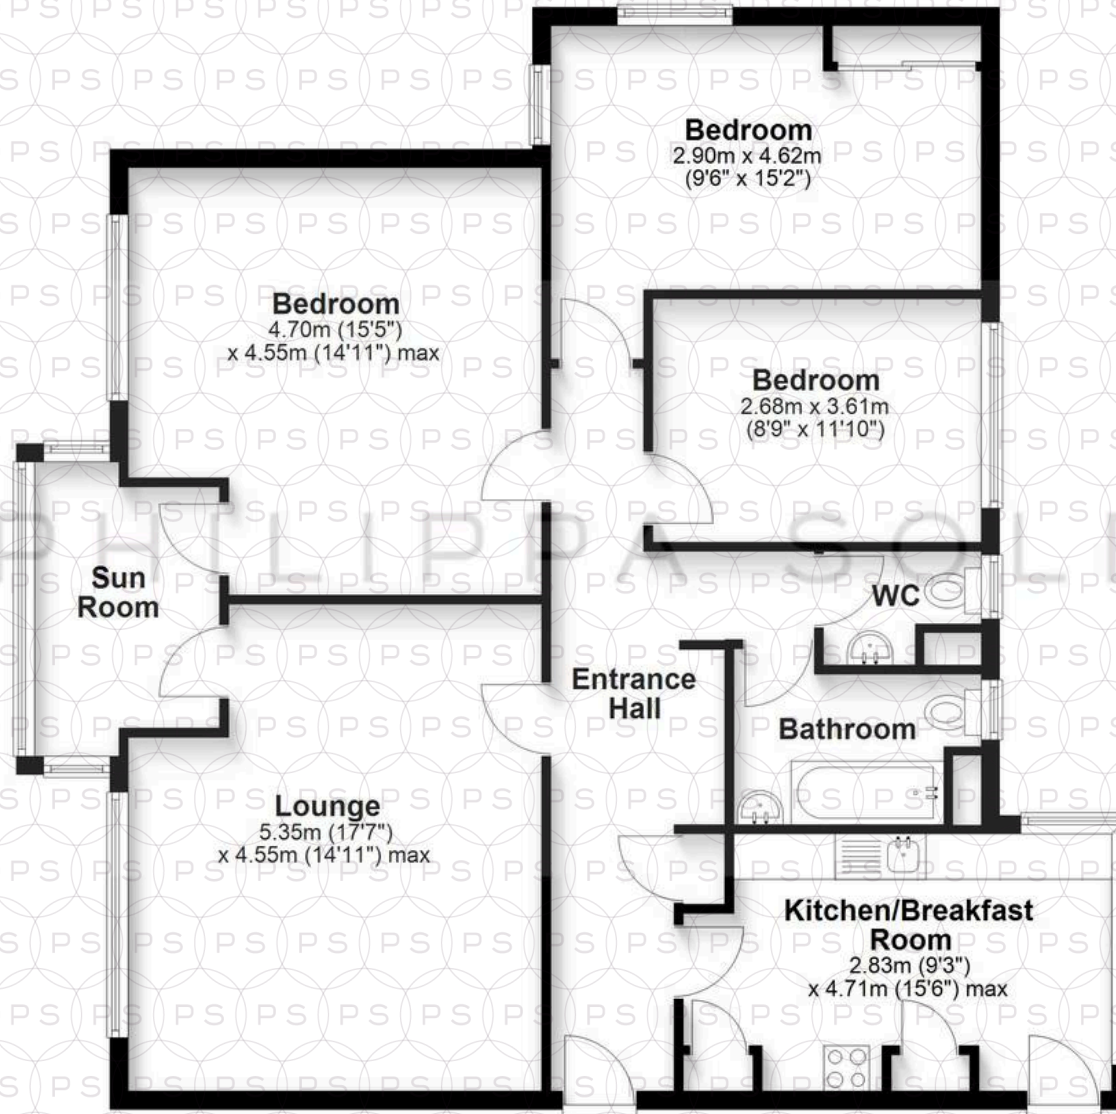 Bedroom
2.90m x 4.62m
(9'6" x 15'2")
Bedroom
4.70m (15'5")
x 4.55m (14'11") max
Bedroom
2.68m x 3.61m
(8'9" x 11'10")
PHILIPPA SOL
Sun
Room
WC
Entrance
Hall
Bathroom
Lounge
5.35m (17'7")
x 4.55m (14'11") max
Kitchen/Breakfast
Room
2.83m (9'3")
x 4.71m (15'6") max